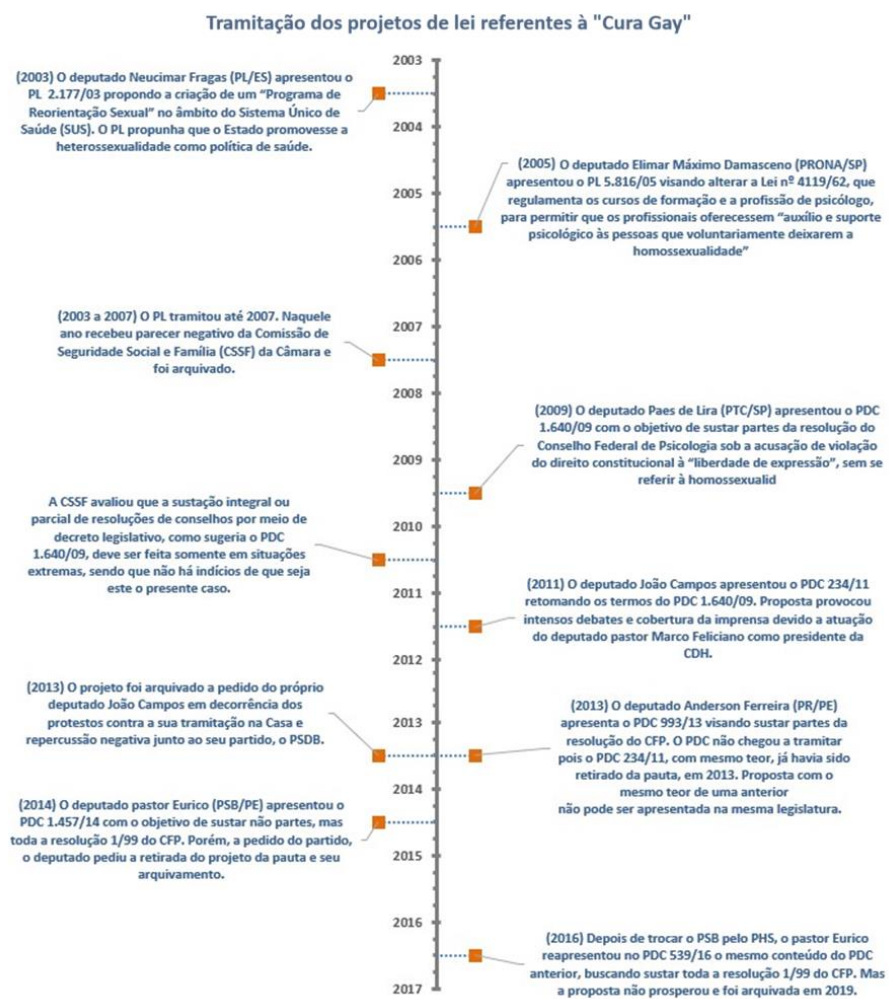 Tramitação dos projetos de lei referentes à "Cura Gay"
2003
(2003) O deputado Neucimar Fragas (PL/ES) apresentou o
PL 2.177/03 propondo a criação de um “Programa de
Reorientação Sexual” no âmbito do Sistema Único de
Saúde (SUS). O PL propunha que o Estado promovesse a
heterossexualidade como política de saúde.
2004
(2005) O deputado Elimar Máximo Damasceno (PRONA/SP)
apresentou o PL 5.816/05 visando alterar a Lei nº 4119/62, que
regulamenta os cursos de formação e a profissão de psicólogo,
para permitir que os profissionais oferecessem “auxílio e suporte
psicológico às pessoas que voluntariamente deixarem a
homossexualidade”
2005
2006
(2003 a 2007) O PL tramitou até 2007. Naquele
ano recebeu parecer negativo da Comissão de
Seguridade Social e Família (CSSF) da Câmara e
foi arquivado.
2007
2008
(2009) O deputado Paes de Lira (PTC/SP) apresentou o PDC
1.640/09 com o objetivo de sustar partes da resolução do
Conselho Federal de Psicologia sob a acusação de violação
do direito constitucional à “liberdade de expressão”, sem se
referir à homossexualid
2009
A CSSF avaliou que a sustação integral ou
parcial de resoluções de conselhos por meio de
decreto legislativo, como sugeria o PDC
1.640/09, deve ser feita somente em situações
extremas, sendo que não há indícios de que seja
este o presente caso.
2010
2011
(2011) O deputado João Campos apresentou o PDC 234/11
retomando os termos do PDC 1.640/09. Proposta provocou
intensos debates e cobertura da imprensa devido a atuação
do deputado pastor Marco Feliciano como presidente da
CDH.
2012
(2013) O projeto foi arquivado a pedido do próprio
deputado João Campos em decorrência dos
protestos contra a sua tramitação na Casa e
repercussão negativa junto ao seu partido, o PSDB.
2013
(2013) O deputado Anderson Ferreira (PR/PE)
apresenta o PDC 993/13 visando sustar partes da
resolução do CFP. O PDC não chegou a tramitar
pois o PDC 234/11, com mesmo teor, já havia sido
retirado da pauta, em 2013. Proposta com o
mesmo teor de uma anterior
não pode ser apresentada na mesma legislatura.
2014
(2014) O deputado pastor Eurico (PSB/PE) apresentou o
PDC 1.457/14 com o objetivo de sustar não partes, mas
toda a resolução 1/99 do CFP. Porém, a pedido do partido,
o deputado pediu a retirada do projeto da pauta e seu
arquivamento.
2015
2016
(2016) Depois de trocar o PSB pelo PHS, o pastor Eurico
reapresentou no PDC 539/16 o mesmo conteúdo do PDC
anterior, buscando sustar toda a resolução 1/99 do CFP. Mas
a proposta não prosperou e foi arquivada em 2019.
2017